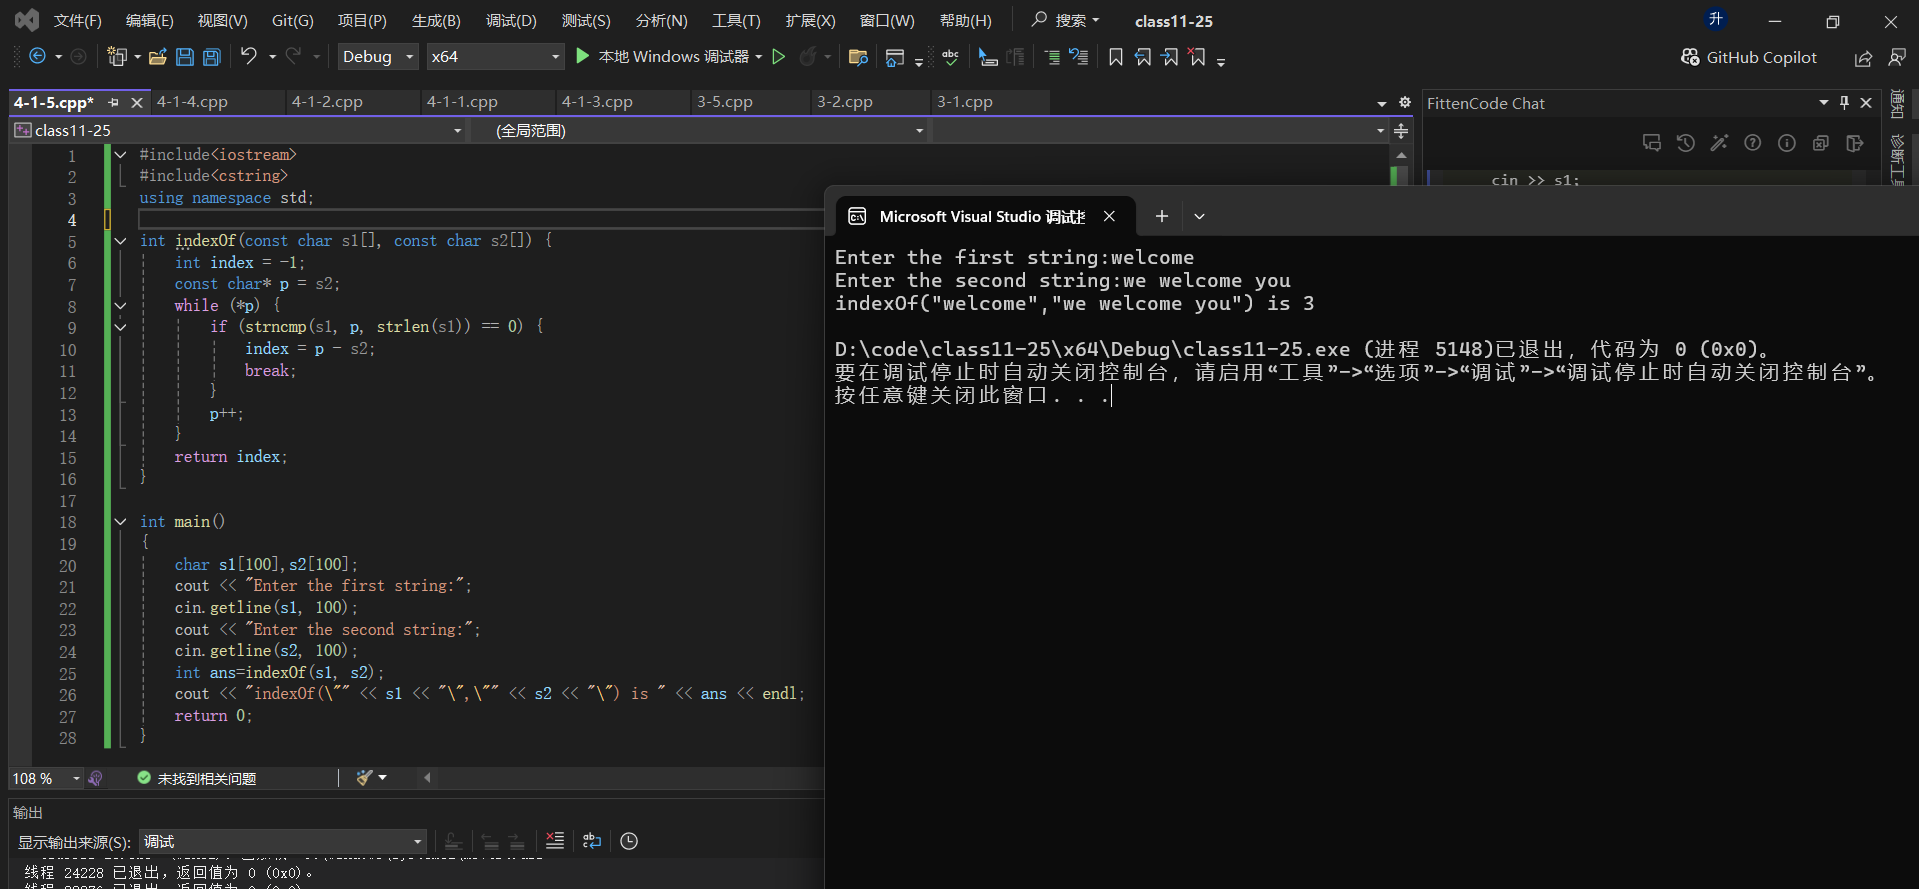 文件(F) 编辑(E) 视图(V) Git(G) 项目(P) 生成(B) 调试(D) 测试(S) 分析(N) 工具(T) 扩展(X) 窗口(W) 帮助(H) 搜索 class11-25 升
Debug x64 本地 Windows 调试器 GitHub Copilot
4-1-5.cpp* 4-1-4.cpp 4-1-2.cpp 4-1-1.cpp 4-1-3.cpp 3-5.cpp 3-2.cpp 3-1.cpp
class11-25 (全局范围)
1 #include<iostream>
2 #include<cstring>
3 using namespace std;
4
5 int indexOf(const char s1[], const char s2[]) {
6 int index = -1;
7 const char* p = s2;
8 while (*p) {
9 if (strncmp(s1, p, strlen(s1)) == 0) {
10 index = p - s2;
11 break;
12 }
13 p++;
14 }
15 return index;
16 }
17
18 int main()
19 {
20 char s1[100],s2[100];
21 cout << "Enter the first string:";
22 cin.getline(s1, 100);
23 cout << "Enter the second string:";
24 cin.getline(s2, 100);
25 int ans=indexOf(s1, s2);
26 cout << "indexOf(\"" << s1 << "\",\"" << s2 << "\") is " << ans << endl;
27 return 0;
28 }
108 % 未找到相关问题
输出
显示输出来源(S): 调试
线程 24228 已退出，返回值为 0 (0x0)。
FittenCode Chat
cin >> s1;
通知
诊断工具
Microsoft Visual Studio 调试
Enter the first string:welcome
Enter the second string:we welcome you
indexOf("welcome","we welcome you") is 3
D:\code\class11-25\x64\Debug\class11-25.exe (进程 5148)已退出，代码为 0 (0x0)。
要在调试停止时自动关闭控制台，请启用“工具”->“选项”->“调试”->“调试停止时自动关闭控制台”。
按任意键关闭此窗口. . .